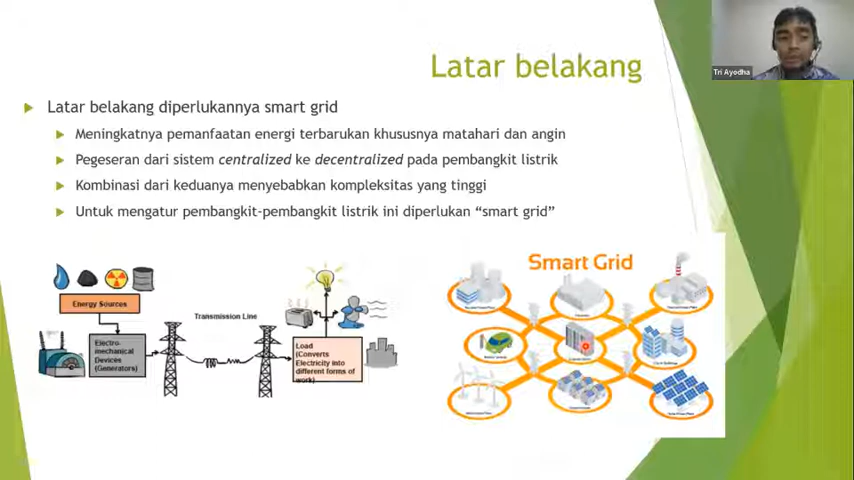 Latar belakang
Tri Ayodha
Latar belakang diperlukannya smart grid
Meningkatnya pemanfaatan energi terbarukan khususnya matahari dan angin
Pegeseran dari sistem centralized ke decentralized pada pembangkit listrik
Kombinasi dari keduanya menyebabkan kompleksitas yang tinggi
Untuk mengatur pembangkit-pembangkit listrik ini diperlukan “smart grid”
Energy Sources
Electro-
mechanical
Devices
(Generators)
Transmission Line
Load
(Converts
Electricity into
different forms of
work)
Smart Grid